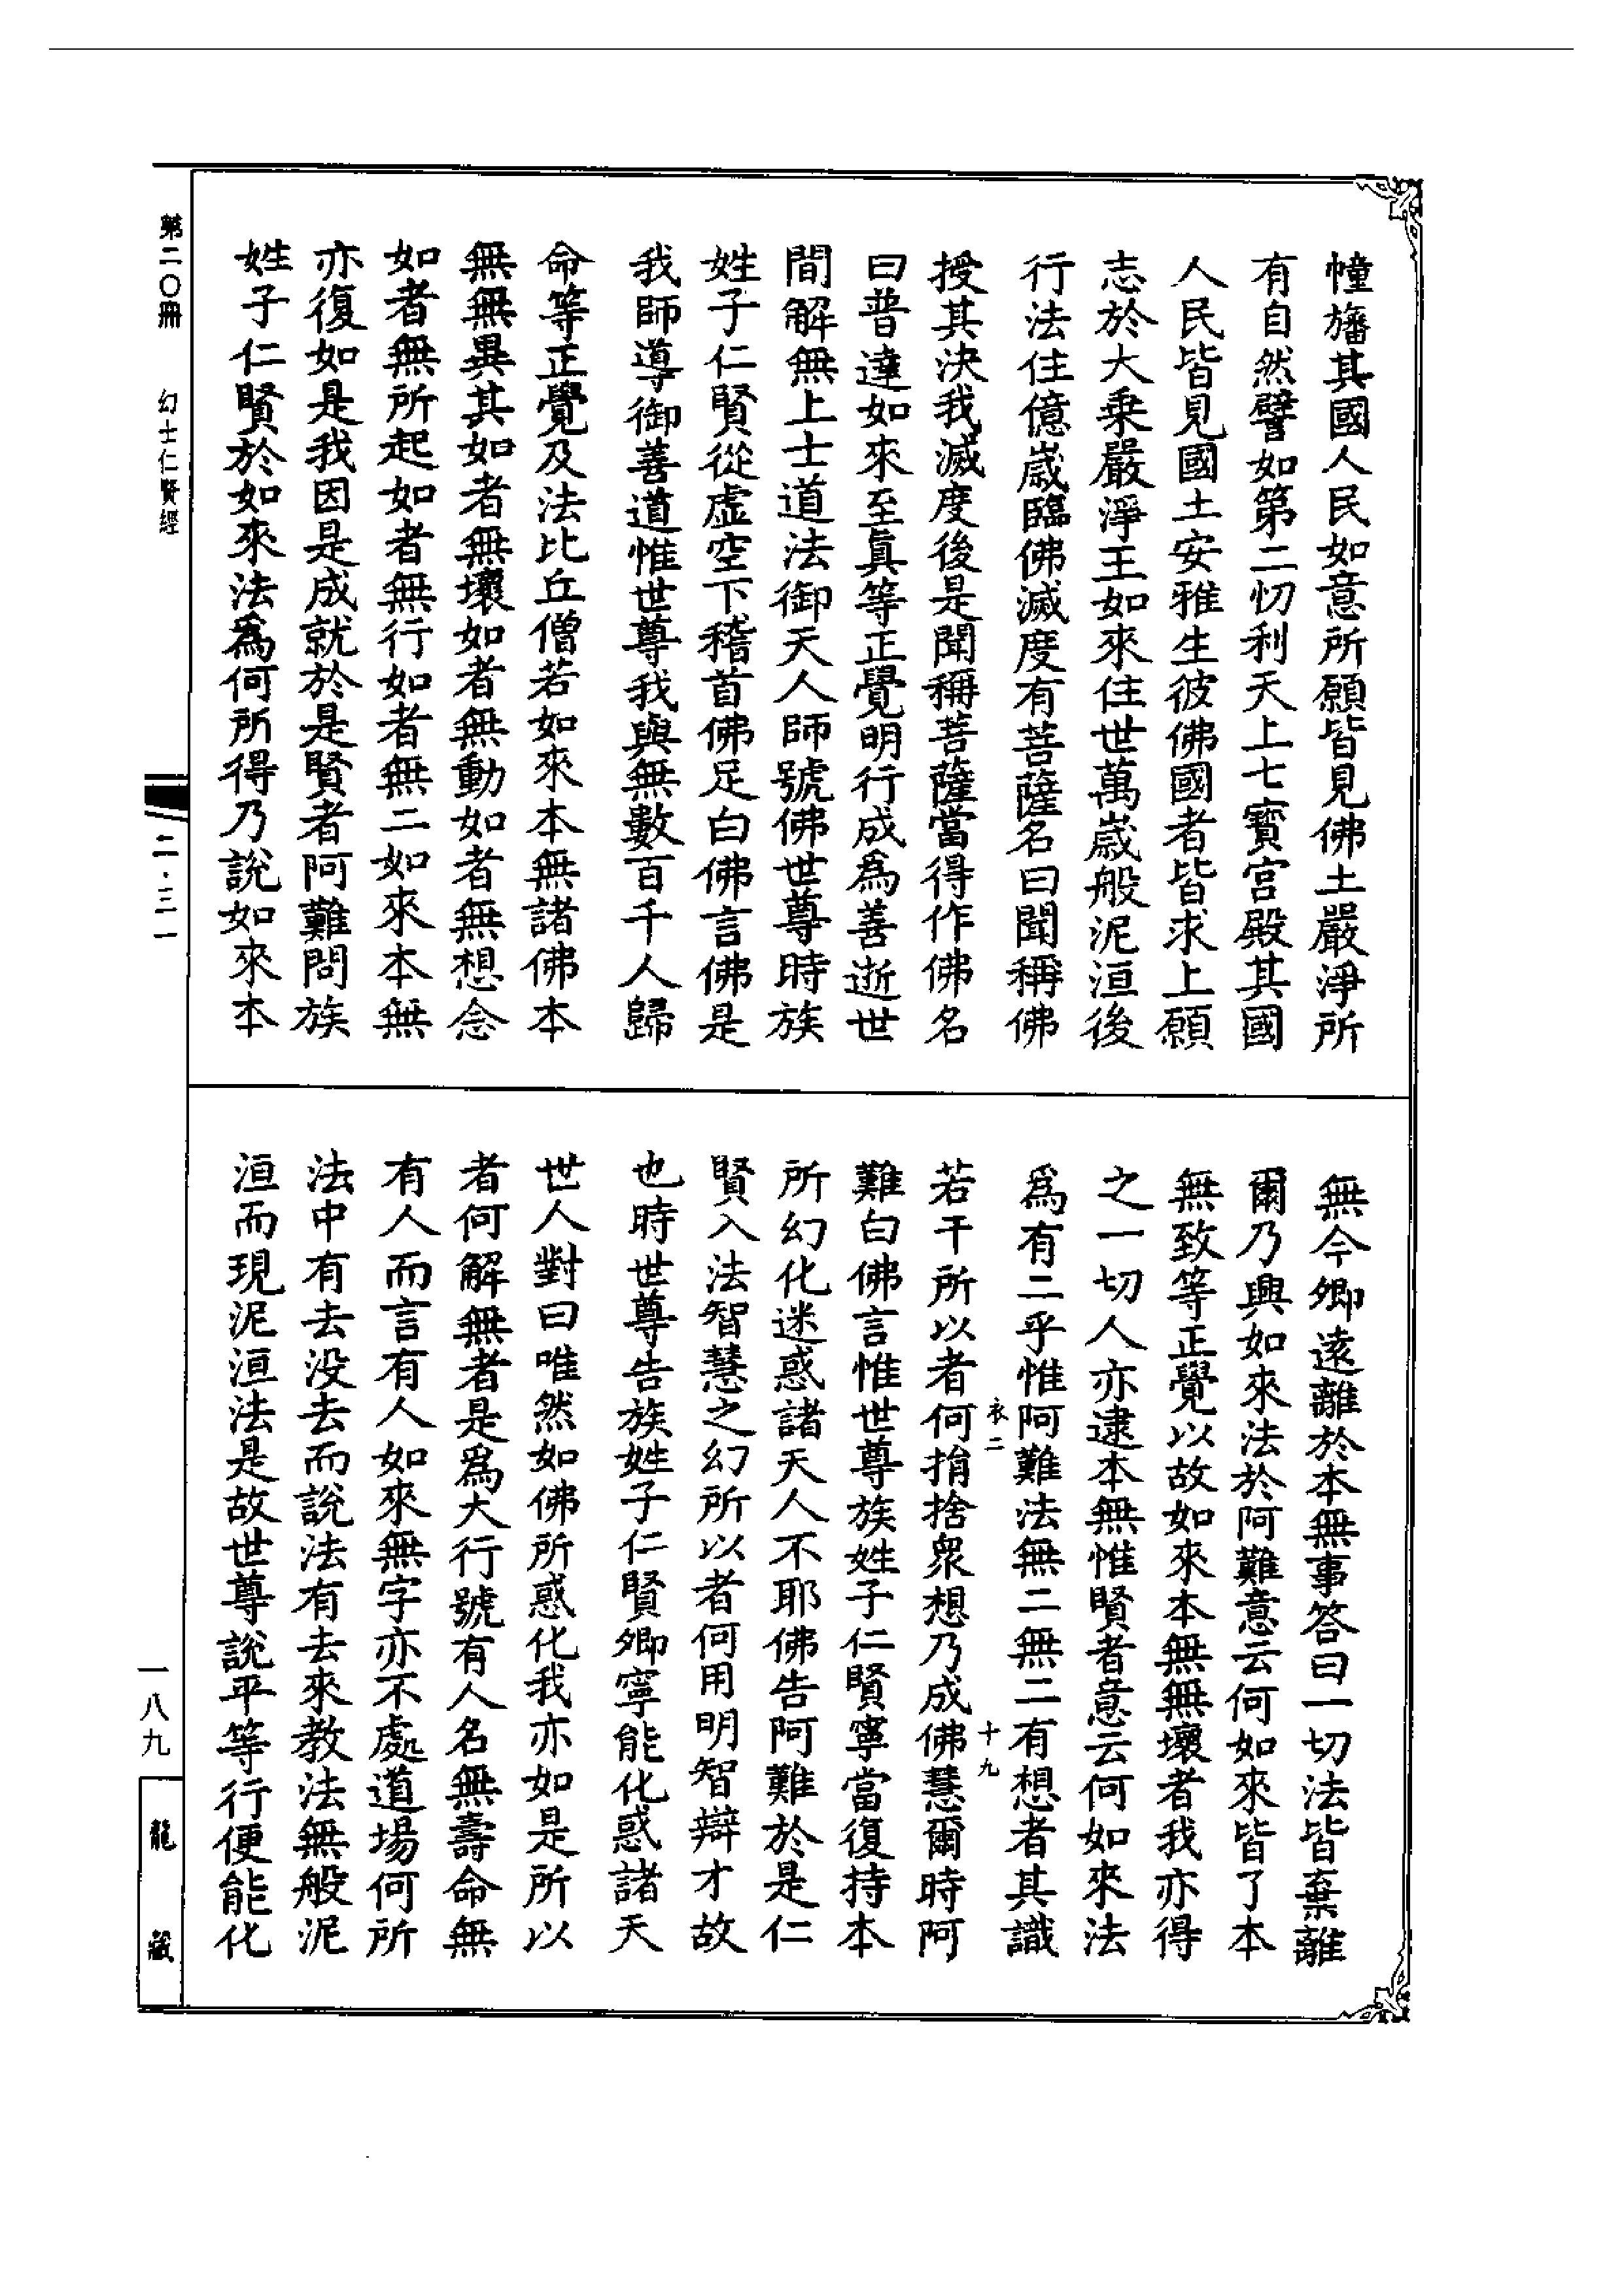 幢旛其國人民如意所願皆見佛土嚴淨所
有自然譬如第二忉利天上七寳宮殿其國
人民皆見國土安雅生彼佛國者皆求上願
志於大乗嚴淨王如來住世萬歲般泥洹後
行法住億歲臨佛滅度有菩薩名曰聞稱佛
授其決我滅度後是聞稱菩薩當得作佛名
曰普達如來至眞等正覺明行成爲善逝世
間解無上士道法御天人師號佛世尊時族
姓子仁賢從虛空下稽首佛足白佛言佛是
我師導御善道惟世尊我與無數百千人歸
命等正覺及法比丘僧若如來本無諸佛本
無無異其如者無壞如者無動如者無想念
如者無所起如者無行如者無二如來本無
亦復如是我因是成就於是賢者阿難問族
姓子仁賢於如來法爲何所得乃說如來本
無今卿遠離於本無事答曰一切法皆棄離
爾乃興如來法於阿難意云何如來皆了本
無致等正覺以故如來本無無壞者我亦得
之一切人亦逮本無惟賢者意云何如來法
爲有二乎惟阿難法無二無二有想者其識
衣二 十九
若干所以者何捐捨衆想乃成佛慧爾時阿
難白佛言惟世尊族姓子仁賢寧當復持本
所幻化迷惑諸天人不耶佛告阿難於是仁
賢入法智慧之幻所以者何用明智辯才故
也時世尊告族姓子仁賢卿寧能化惑諸天
世人對曰唯然如佛所惑化我亦如是所以
者何解無者是爲大行號有人名無壽命無
有人而言有人如來無字亦不處道場何所
法中有去没去而說法有去來教法無般泥
洹而現泥洹法是故世尊說平等行便能化
第二〇冊 幻士仁賢經
二·三一
一八九
龍藏